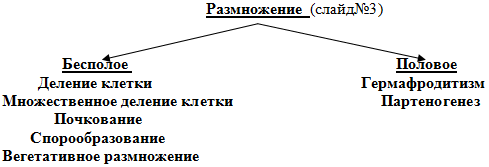 Размножение (слайд№3)
Бесполое
Половое
Деление клетки
Гермафродитизм
Множественное деление клетки
Партеногенез
Почкование
Спорообразование
Вегетативное размножение